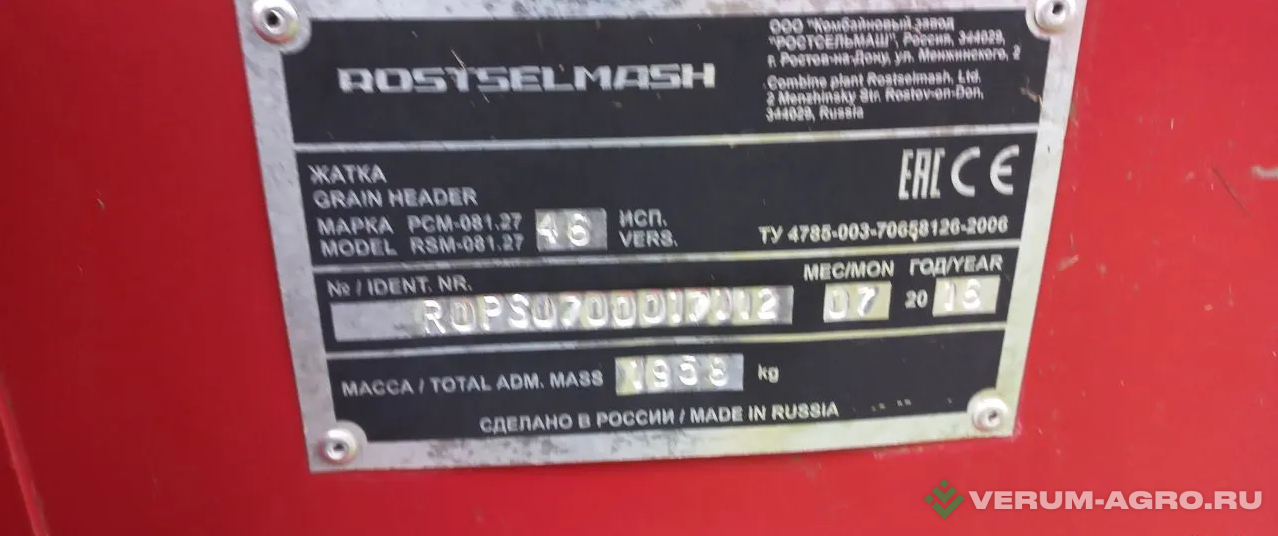 ROSTSELMASH
ООО "Комбайновый завод
"РОСТСЕЛЬМАШ", Россия, 344029,
г. Ростов-на-Дону, ул. Менжинского, 2
Combine plant Rostselmash, Ltd.
2 Menzhinsky Str. Rostov-on-Don,
344029, Russia
ЖАТКА
GRAIN HEADER
МАРКА РСМ-081.27 46 ИСП.
MODEL RSM-081.27 VERS.
EAC CE
ТУ 4785-003-70658126-2006
№ / IDENT. NR.
МЕС/MON ГОД/YEAR
07 20
МАССА / TOTAL ADM. MASS kg
СДЕЛАНО В РОССИИ / MADE IN RUSSIA
VERUM-AGRO.RU